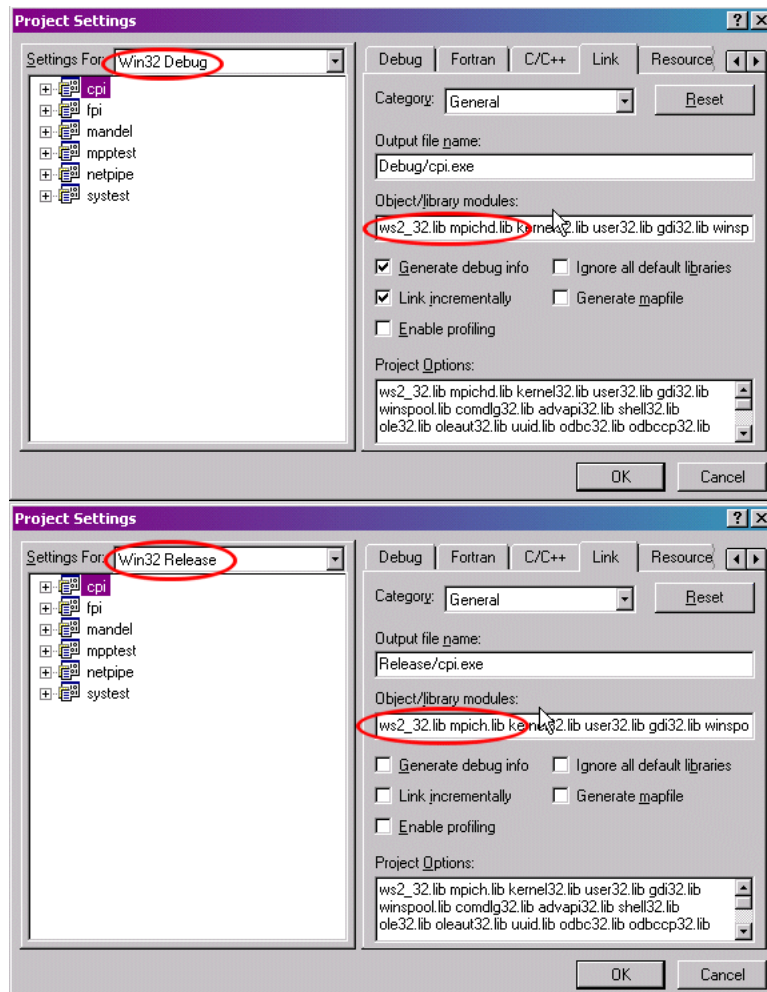 Project Settings
Settings For: Win32 Debug
cpi
fpi
mandel
mpptest
netpipe
systest
Debug Fortran C/C++ Link Resource
Category: General Reset
Output file name:
Debug/cpi.exe
Object/library modules:
ws2_32.lib mpichd.lib kernel32.lib user32.lib gdi32.lib winsp
Generate debug info Ignore all default libraries
Link incrementally Generate mapfile
Enable profiling
Project Options:
ws2_32.lib mpichd.lib kernel32.lib user32.lib gdi32.lib
winspool.lib comdlg32.lib advapi32.lib shell32.lib
ole32.lib oleaut32.lib uuid.lib odbc32.lib odbccp32.lib
OK Cancel
Project Settings
Settings For: Win32 Release
cpi
fpi
mandel
mpptest
netpipe
systest
Debug Fortran C/C++ Link Resource
Category: General Reset
Output file name:
Release/cpi.exe
Object/library modules:
ws2_32.lib mpich.lib kernel32.lib user32.lib gdi32.lib winspo
Generate debug info Ignore all default libraries
Link incrementally Generate mapfile
Enable profiling
Project Options:
ws2_32.lib mpich.lib kernel32.lib user32.lib gdi32.lib
winspool.lib comdlg32.lib advapi32.lib shell32.lib
ole32.lib oleaut32.lib uuid.lib odbc32.lib odbccp32.lib
OK Cancel